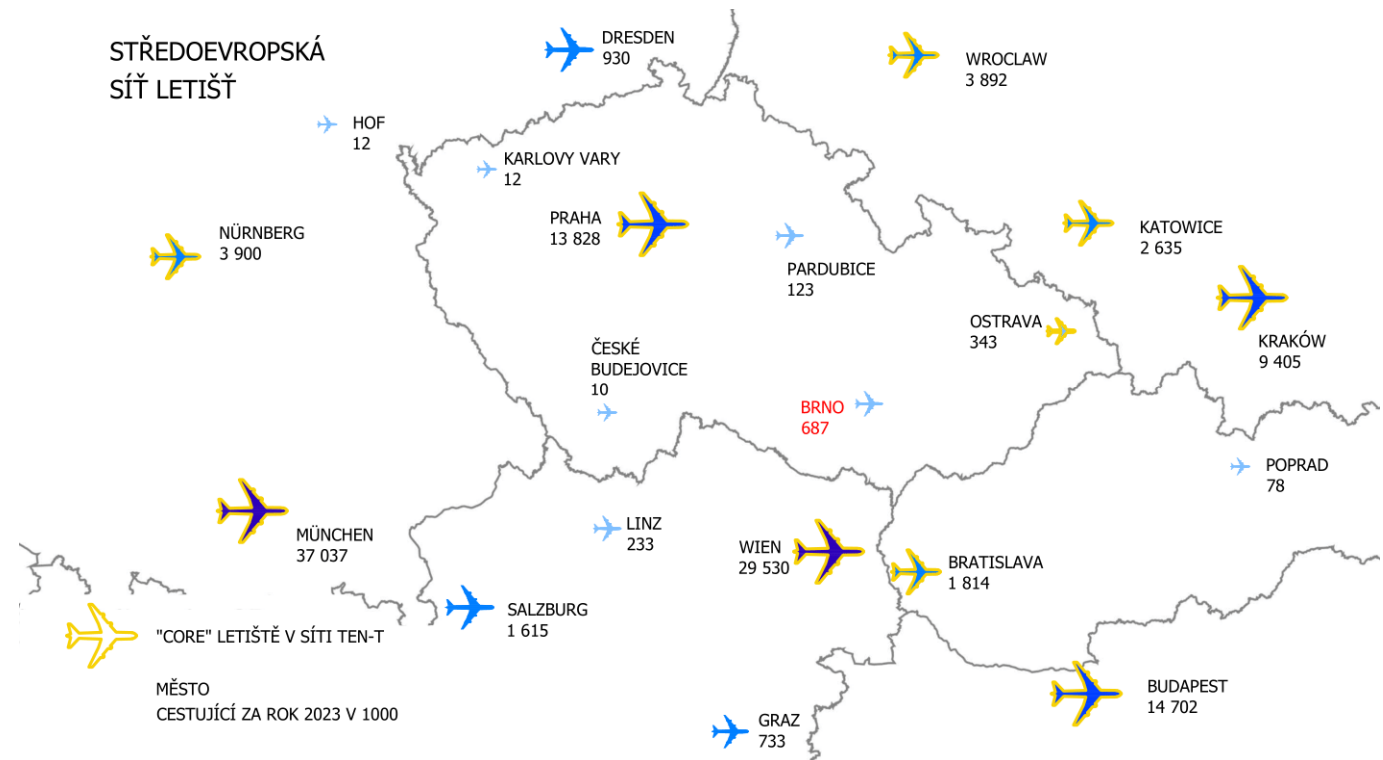 STŘEDOEVROPSKÁ
SÍŤ LETIŠŤ
DRESDEN
930
WROCLAW
3 892
HOF
12
KARLOVY VARY
12
PRAHA
13 828
NÜRNBERG
3 900
KATOWICE
2 635
PARDUBICE
123
OSTRAVA
343
KRAKÓW
9 405
ČESKÉ
BUDEJOVICE
10
BRNO
687
POPRAD
78
MÜNCHEN
37 037
LINZ
233
WIEN
29 530
BRATISLAVA
1 814
SALZBURG
1 615
"CORE" LETIŠTĚ V SÍTI TEN-T
MĚSTO
CESTUJÍCÍ ZA ROK 2023 V 1000
BUDAPEST
14 702
GRAZ
733